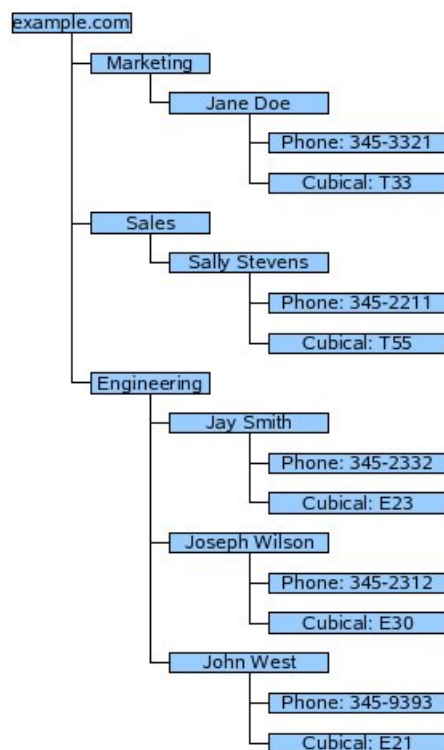 example.com
Marketing
Jane Doe
Phone: 345-3321
Cubical: T33
Sales
Sally Stevens
Phone: 345-2211
Cubical: T55
Engineering
Jay Smith
Phone: 345-2332
Cubical: E23
Joseph Wilson
Phone: 345-2312
Cubical: E30
John West
Phone: 345-9393
Cubical: E21